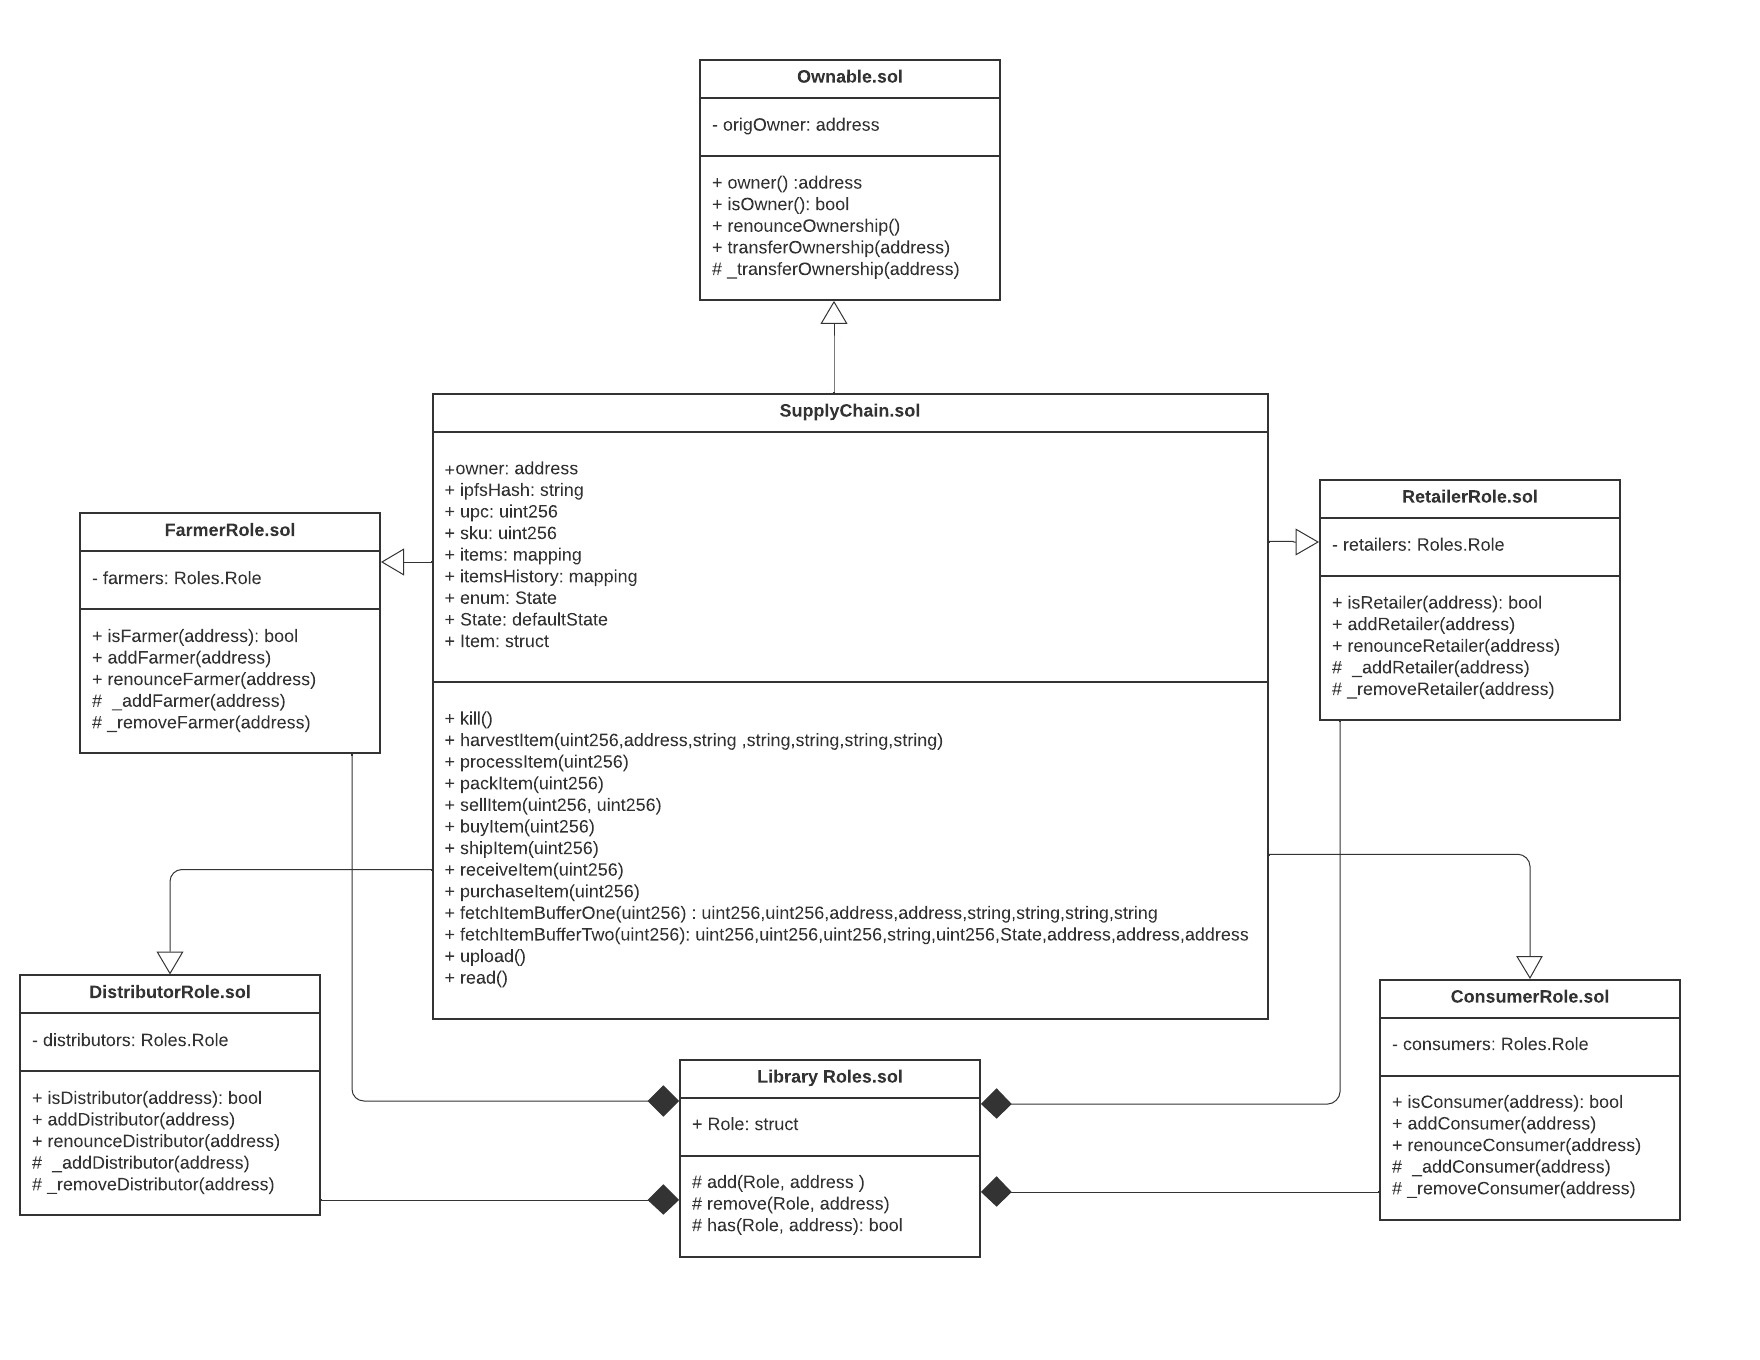 Ownable.sol
- origOwner: address
+ owner() :address
+ isOwner(): bool
+ renounceOwnership()
+ transferOwnership(address)
# _transferOwnership(address)
SupplyChain.sol
+owner: address
+ ipfsHash: string
+ upc: uint256
+ sku: uint256
+ items: mapping
+ itemsHistory: mapping
+ enum: State
+ State: defaultState
+ Item: struct
+ kill()
+ harvestItem(uint256,address,string ,string,string,string,string)
+ processItem(uint256)
+ packItem(uint256)
+ sellItem(uint256, uint256)
+ buyItem(uint256)
+ shipItem(uint256)
+ receiveItem(uint256)
+ purchaseItem(uint256)
+ fetchItemBufferOne(uint256) : uint256,uint256,address,address,string,string,string,string
+ fetchItemBufferTwo(uint256): uint256,uint256,uint256,string,uint256,State,address,address,address
+ upload()
+ read()
FarmerRole.sol
- farmers: Roles.Role
+ isFarmer(address): bool
+ addFarmer(address)
+ renounceFarmer(address)
#  _addFarmer(address)
# _removeFarmer(address)
RetailerRole.sol
- retailers: Roles.Role
+ isRetailer(address): bool
+ addRetailer(address)
+ renounceRetailer(address)
#  _addRetailer(address)
# _removeRetailer(address)
DistributorRole.sol
- distributors: Roles.Role
+ isDistributor(address): bool
+ addDistributor(address)
+ renounceDistributor(address)
#  _addDistributor(address)
# _removeDistributor(address)
Library Roles.sol
+ Role: struct
# add(Role, address )
# remove(Role, address)
# has(Role, address): bool
ConsumerRole.sol
- consumers: Roles.Role
+ isConsumer(address): bool
+ addConsumer(address)
+ renounceConsumer(address)
#  _addConsumer(address)
# _removeConsumer(address)